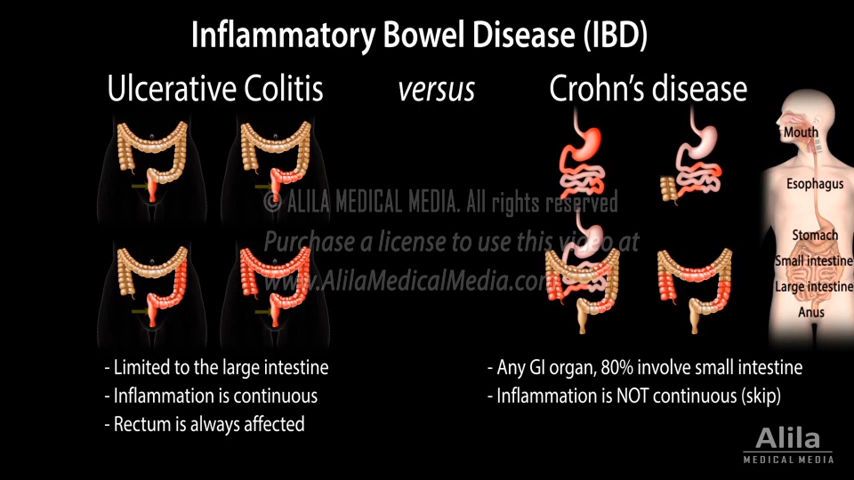 Inflammatory Bowel Disease (IBD)
Ulcerative Colitis
versus
Crohn's disease
Mouth
Esophagus
Stomach
Small intestine
Large intestine
Anus
© ALILA MEDICAL MEDIA. All rights reserved
Purchase a license to use this video at
www.AlilaMedicalMedia.com
- Limited to the large intestine
- Inflammation is continuous
- Rectum is always affected
- Any GI organ, 80% involve small intestine
- Inflammation is NOT continuous (skip)
Alila
MEDICAL MEDIA